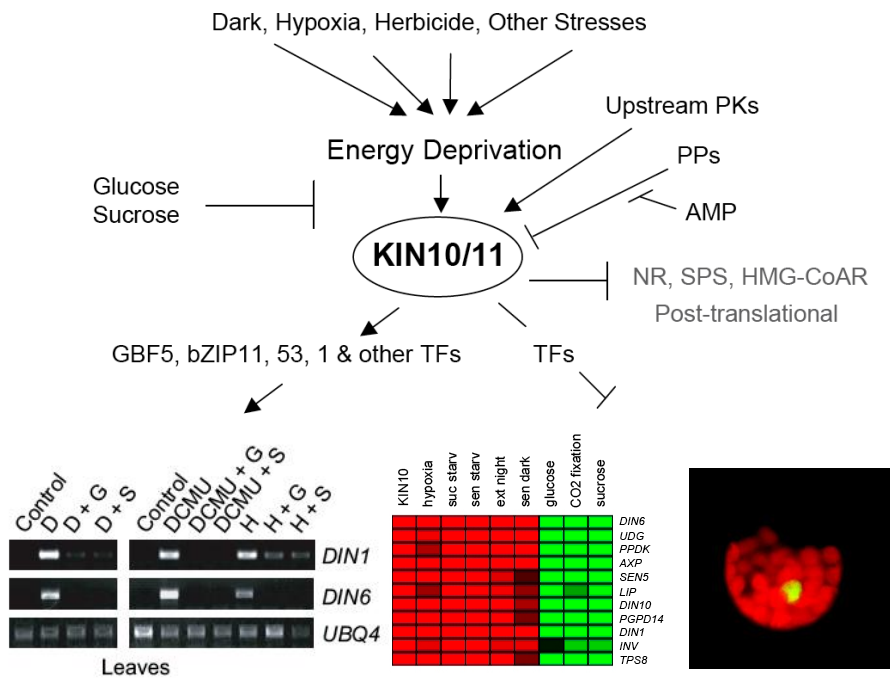 Dark, Hypoxia, Herbicide, Other Stresses
Upstream PKs
Energy Deprivation
PPs
Glucose
Sucrose
AMP
KIN10/11
NR, SPS, HMG-CoAR
Post-translational
GBF5, bZIP11, 53, 1 & other TFs
TFs
Control
D
D + G
D + S
Control
DCMU
DCMU + G
DCMU + S
H
H + G
H + S
DIN1
DIN6
UBQ4
Leaves
KIN10
hypoxia
suc starv
sen starv
ext night
sen dark
glucose
CO2 fixation
sucrose
DIN6
UDG
PPDK
AXP
SEN5
LIP
DIN10
PGPD14
DIN1
INV
TPS8